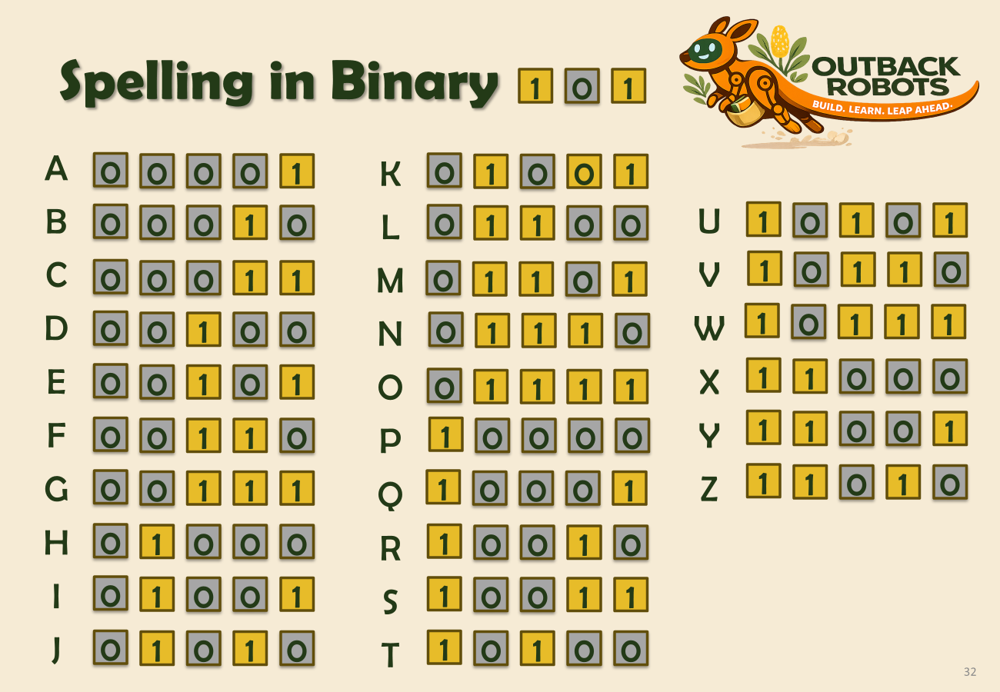 Spelling in Binary 1 0 1
OUTBACK
ROBOTS
BUILD. LEARN. LEAP AHEAD.
A 0 0 0 0 1
B 0 0 0 1 0
C 0 0 0 1 1
D 0 0 1 0 0
E 0 0 1 0 1
F 0 0 1 1 0
G 0 0 1 1 1
H 0 1 0 0 0
I 0 1 0 0 1
J 0 1 0 1 0
K 0 1 0 0 1
L 0 1 1 0 0
M 0 1 1 0 1
N 0 1 1 1 0
O 0 1 1 1 1
P 1 0 0 0 0
Q 1 0 0 0 1
R 1 0 0 1 0
S 1 0 0 1 1
T 1 0 1 0 0
U 1 0 1 0 1
V 1 0 1 1 0
W 1 0 1 1 1
X 1 1 0 0 0
Y 1 1 0 0 1
Z 1 1 0 1 0
32